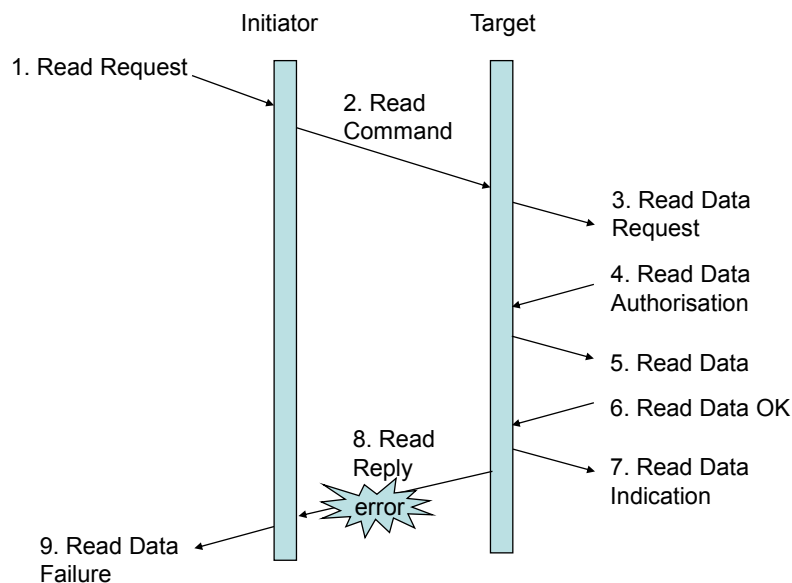 Initiator
Target
1. Read Request
2. Read
Command
3. Read Data
Request
4. Read Data
Authorisation
5. Read Data
6. Read Data OK
7. Read Data
Indication
8. Read
Reply
error
9. Read Data
Failure